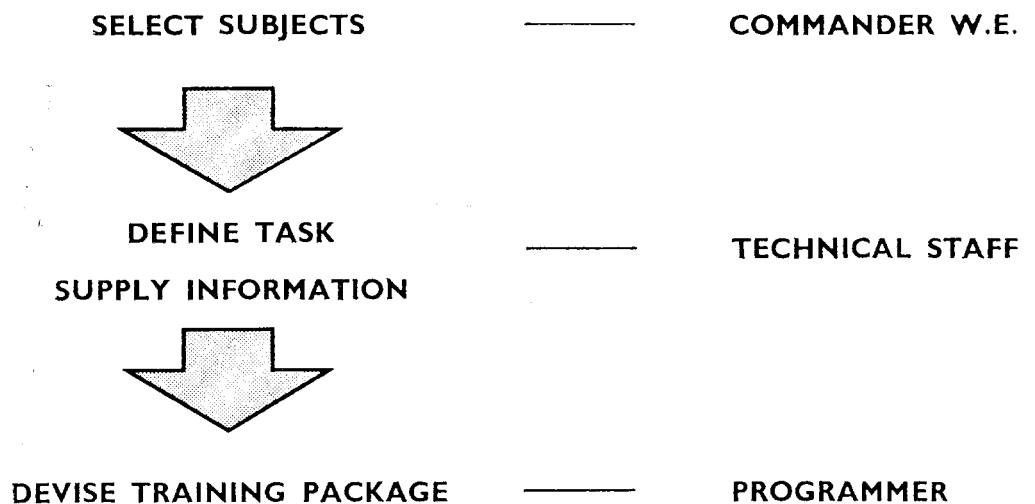 SELECT SUBJECTS COMMANDER W.E.
DEFINE TASK
TECHNICAL STAFF
SUPPLY INFORMATION
DEVISE TRAINING PACKAGE PROGRAMMER